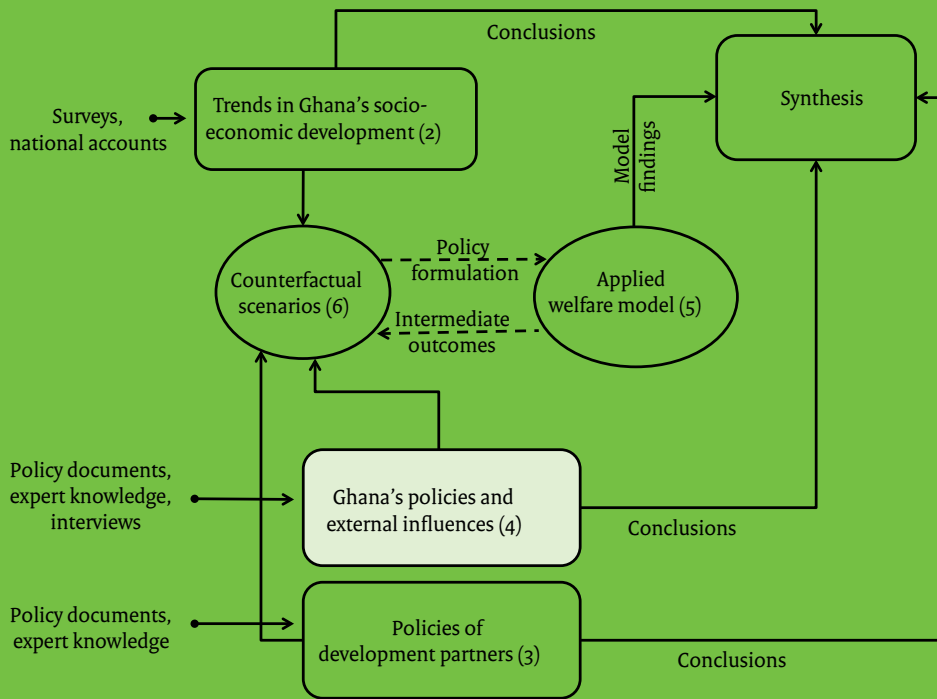 Conclusions
Trends in Ghana’s socio-
economic development (2)
Synthesis
Surveys,
national accounts
Model
findings
Policy
formulation
Counterfactual
scenarios (6)
Applied
welfare model (5)
Intermediate
outcomes
Policy documents,
expert knowledge,
interviews
Ghana’s policies and
external influences (4)
Conclusions
Policy documents,
expert knowledge
Policies of
development partners (3)
Conclusions